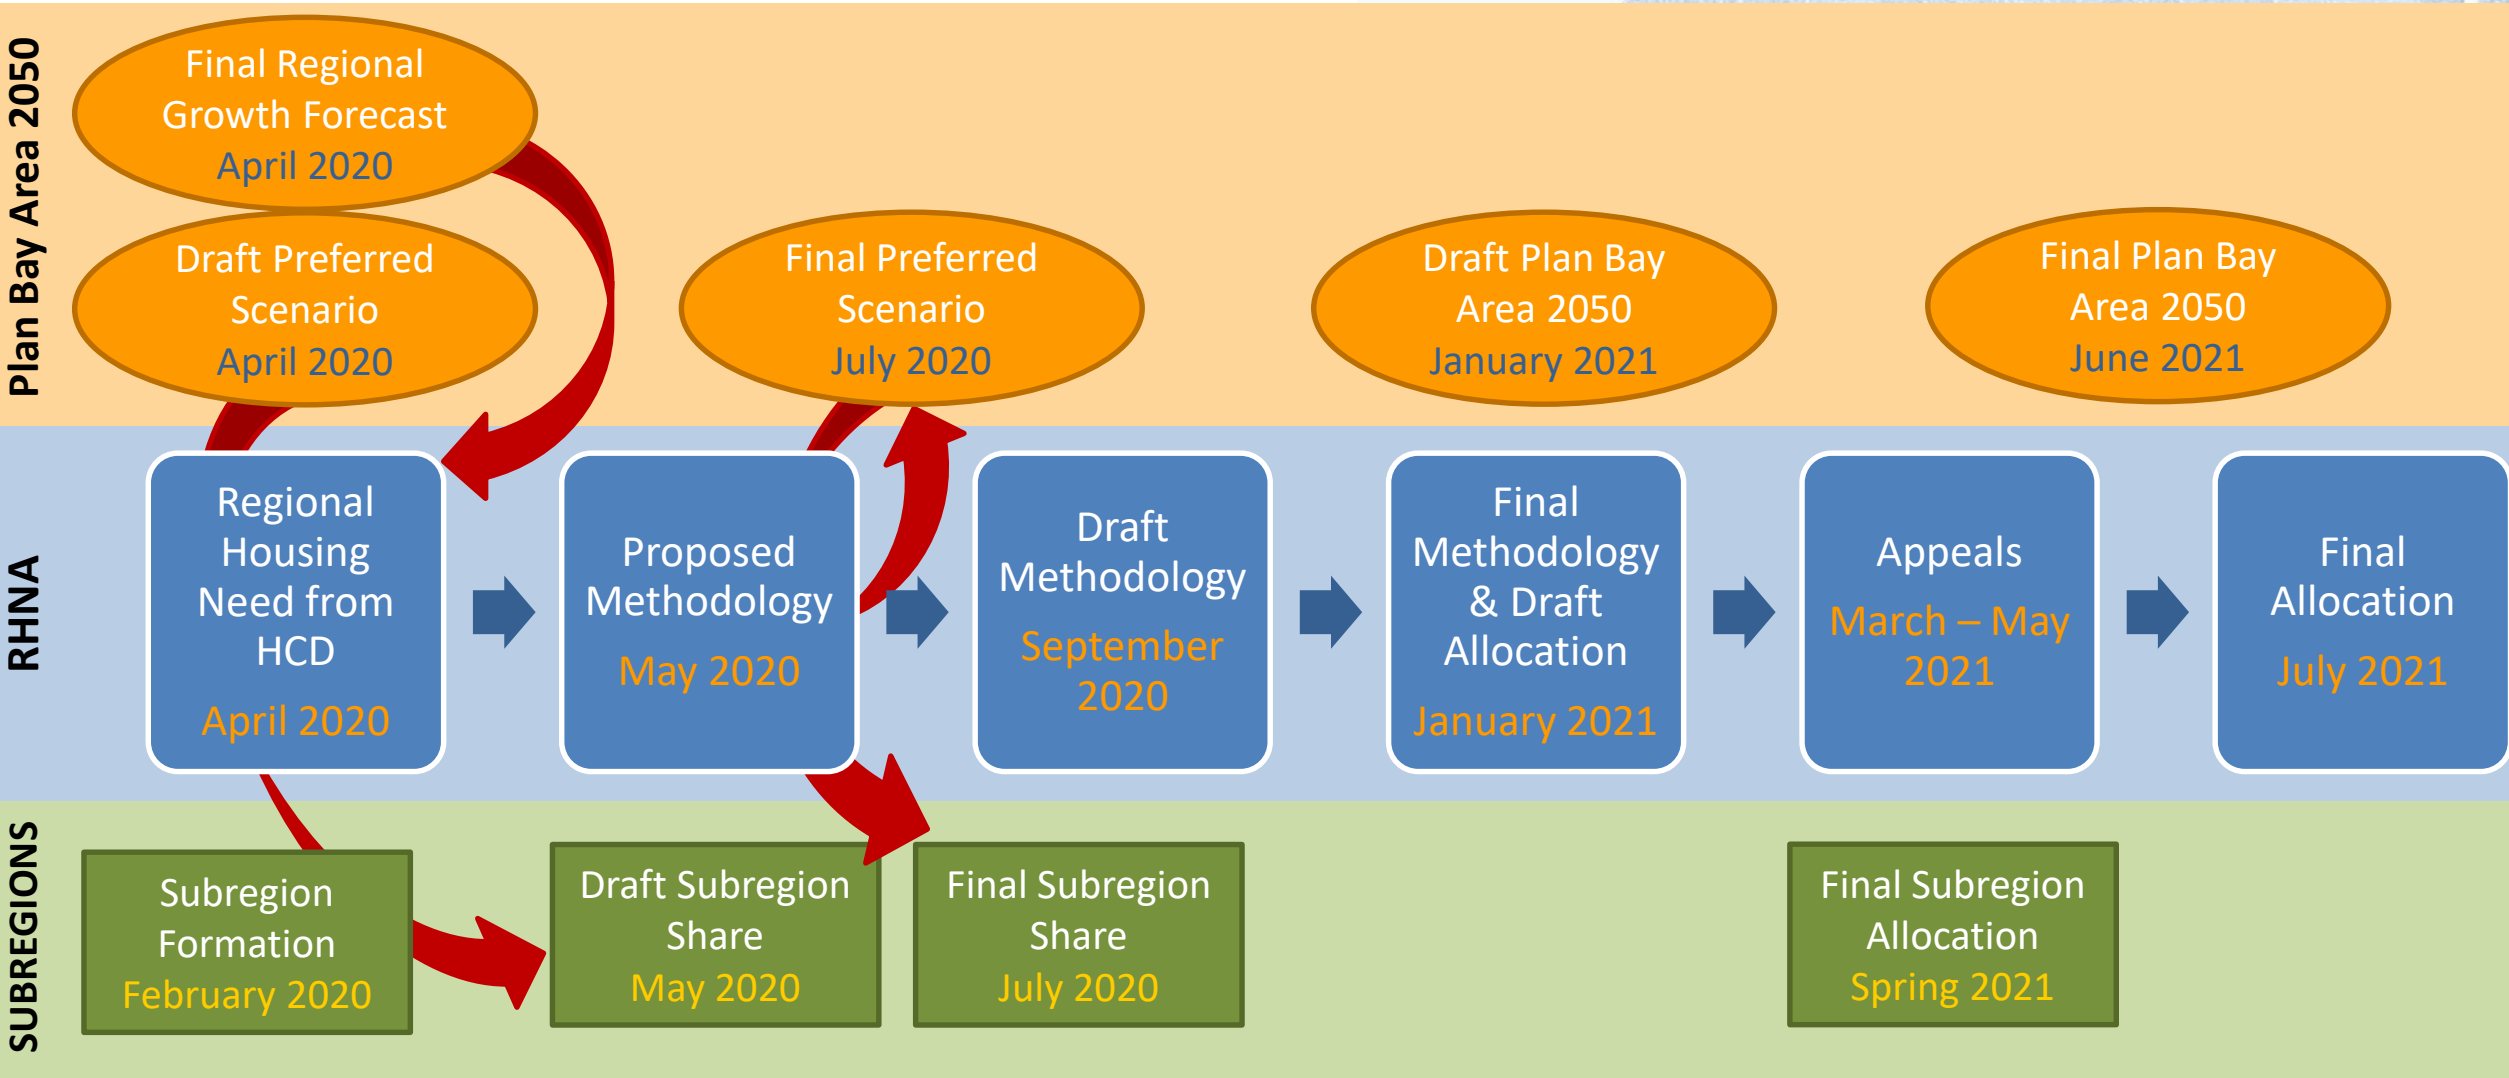 Plan Bay Area 2050
Final Regional
Growth Forecast
April 2020
Draft Preferred
Scenario
April 2020
Final Preferred
Scenario
July 2020
Draft Plan Bay
Area 2050
January 2021
Final Plan Bay
Area 2050
June 2021
RHNA
Regional
Housing
Need from
HCD
April 2020
Proposed
Methodology
May 2020
Draft
Methodology
September
2020
Final
Methodology
& Draft
Allocation
January 2021
Appeals
March – May
2021
Final
Allocation
July 2021
SUBREGIONS
Subregion
Formation
February 2020
Draft Subregion
Share
May 2020
Final Subregion
Share
July 2020
Final Subregion
Allocation
Spring 2021